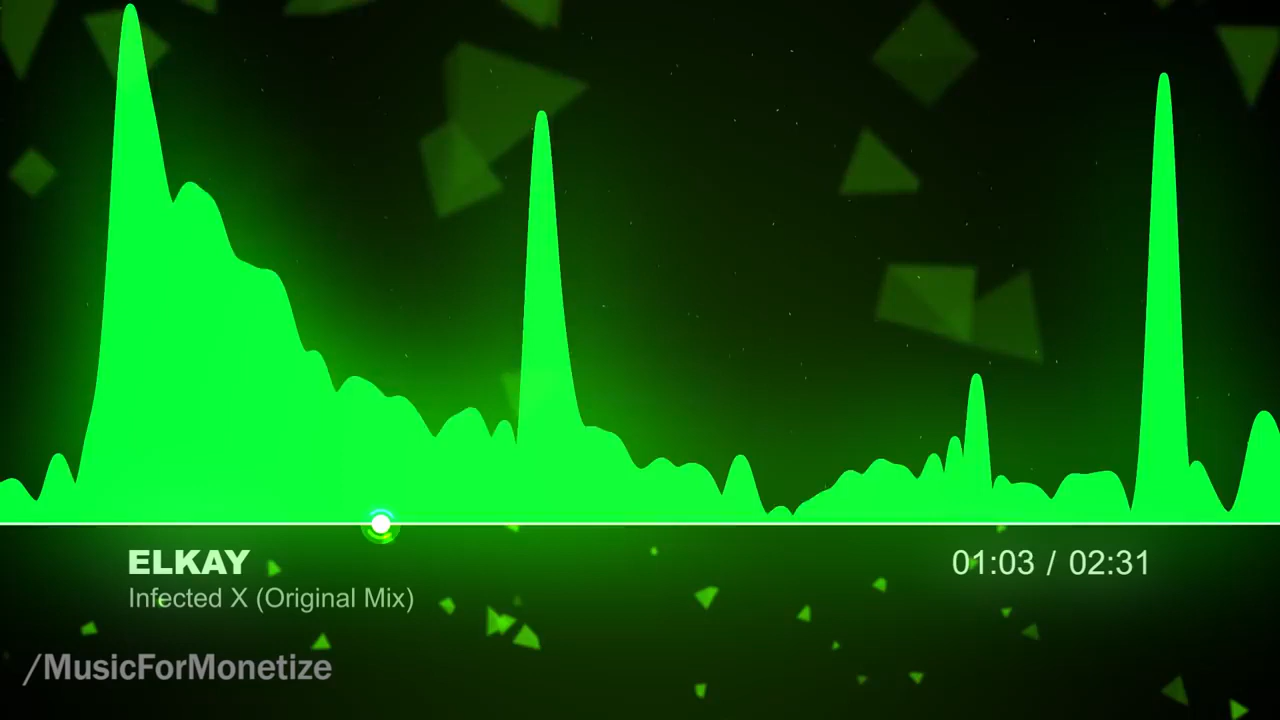 ELKAY
01:03 / 02:31
Infected X (Original Mix)
/MusicForMonetize